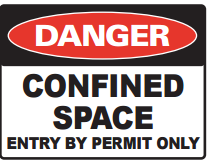 DANGER
CONFINED
SPACE
ENTRY BY PERMIT ONLY